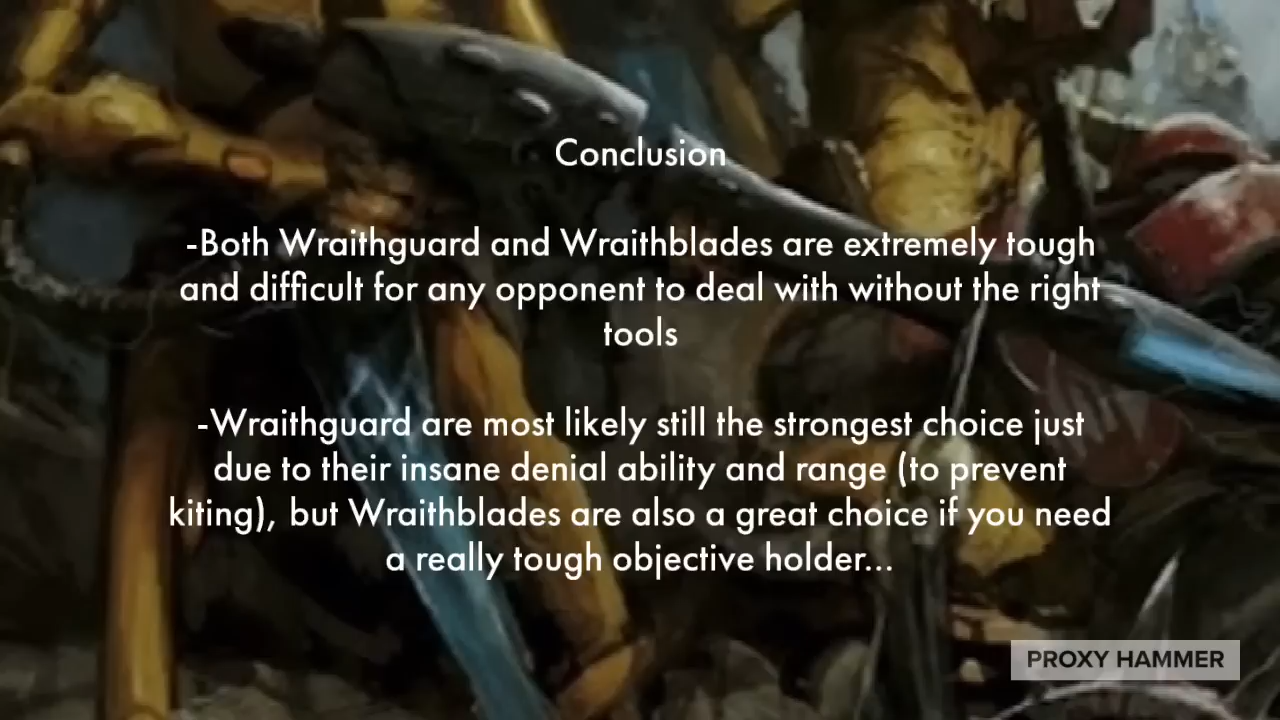 Conclusion
-Both Wraithguard and Wraithblades are extremely tough
and difficult for any opponent to deal with without the right
tools
-Wraithguard are most likely still the strongest choice just
due to their insane denial ability and range (to prevent
kiting), but Wraithblades are also a great choice if you need
a really tough objective holder...
PROXY HAMMER